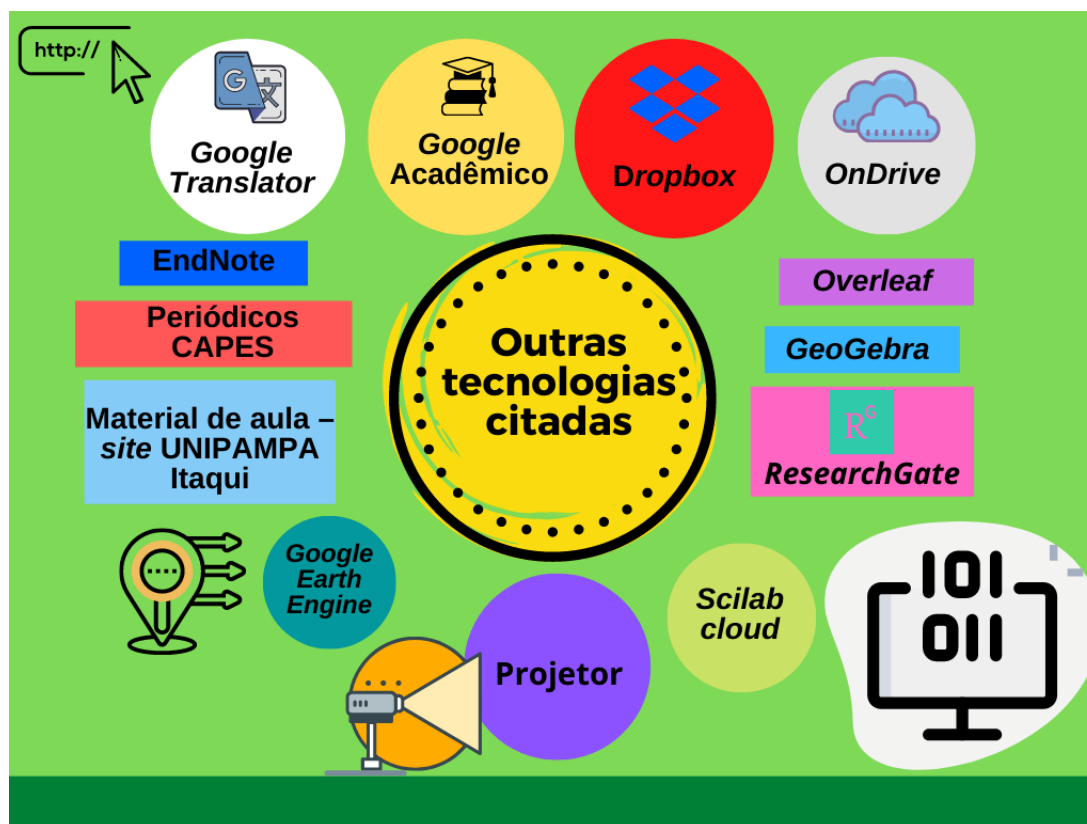 http://
Google
Translator
Google
Acadêmico
Dropbox
OnDrive
EndNote
Periódicos
CAPES
Material de aula –
site UNIPAMPA
Itaqui
Outras
tecnologias
citadas
Overleaf
GeoGebra
RG
ResearchGate
Google
Earth
Engine
Projetor
Scilab
cloud
101
011